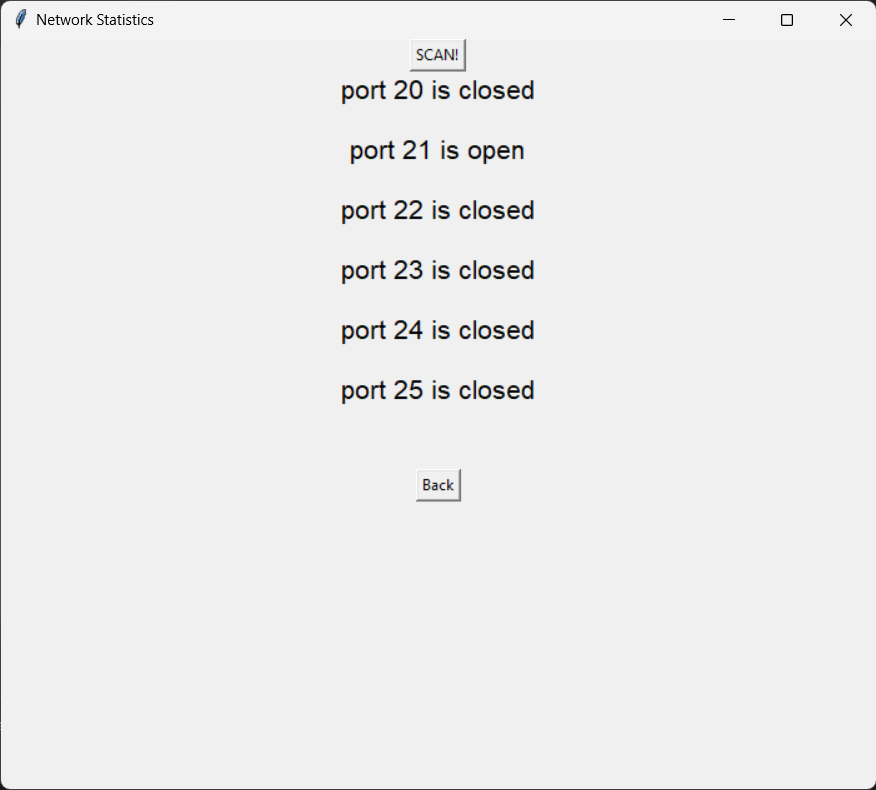 Network Statistics
SCAN!
port 20 is closed
port 21 is open
port 22 is closed
port 23 is closed
port 24 is closed
port 25 is closed
Back